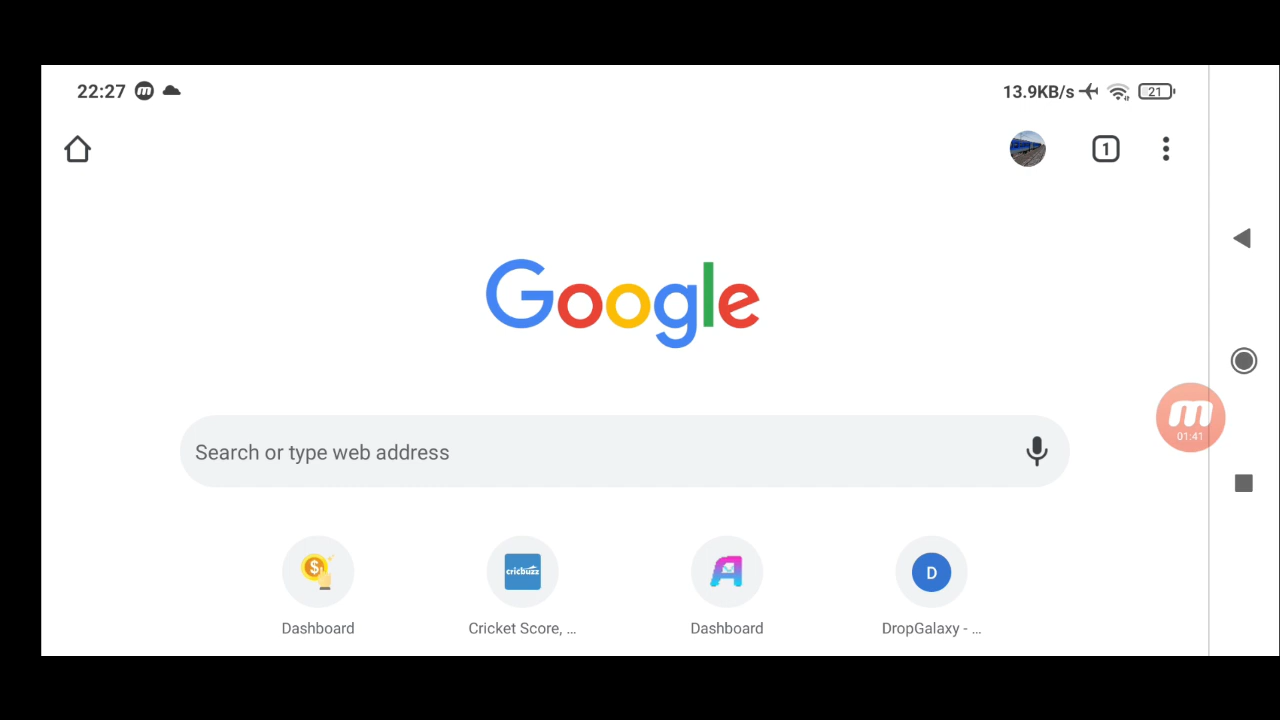 22:27
13.9KB/s
21
1
Google
Search or type web address
m
01:41
$
cricbuzz
A
D
Dashboard
Cricket Score, ...
Dashboard
DropGalaxy - ...